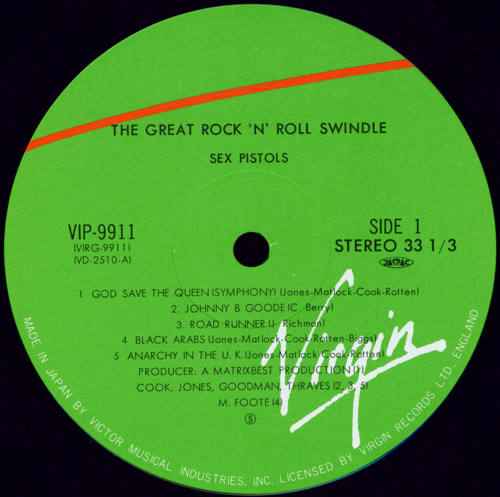 THE GREAT ROCK 'N' ROLL SWINDLE
SEX PISTOLS
VIP-9911
(VIRG-9911)
(VD-2510-A)
SIDE 1
STEREO 33 1/3
JASRAC
1 GOD SAVE THE QUEEN (SYMPHONY) (Jones-Matlock-Cook-Rotten)
2. JOHNNY B GOODE (C. Berry)
3. ROAD RUNNER (J. Richman)
4 BLACK ARABS (Jones-Matlock-Cook-Rotten-Biggs)
5 ANARCHY IN THE U. K. (Jones-Matlock-Cook-Rotten)
PRODUCER: A MATRIXBEST PRODUCTION (1)
COOK, JONES, GOODMAN, THRAVES (2, 3, 5)
M. FOOTE (4)
S
Virgin
MADE IN JAPAN BY VICTOR MUSICAL INDUSTRIES, INC. LICENSED BY VIRGIN RECORDS LTD. ENGLAND